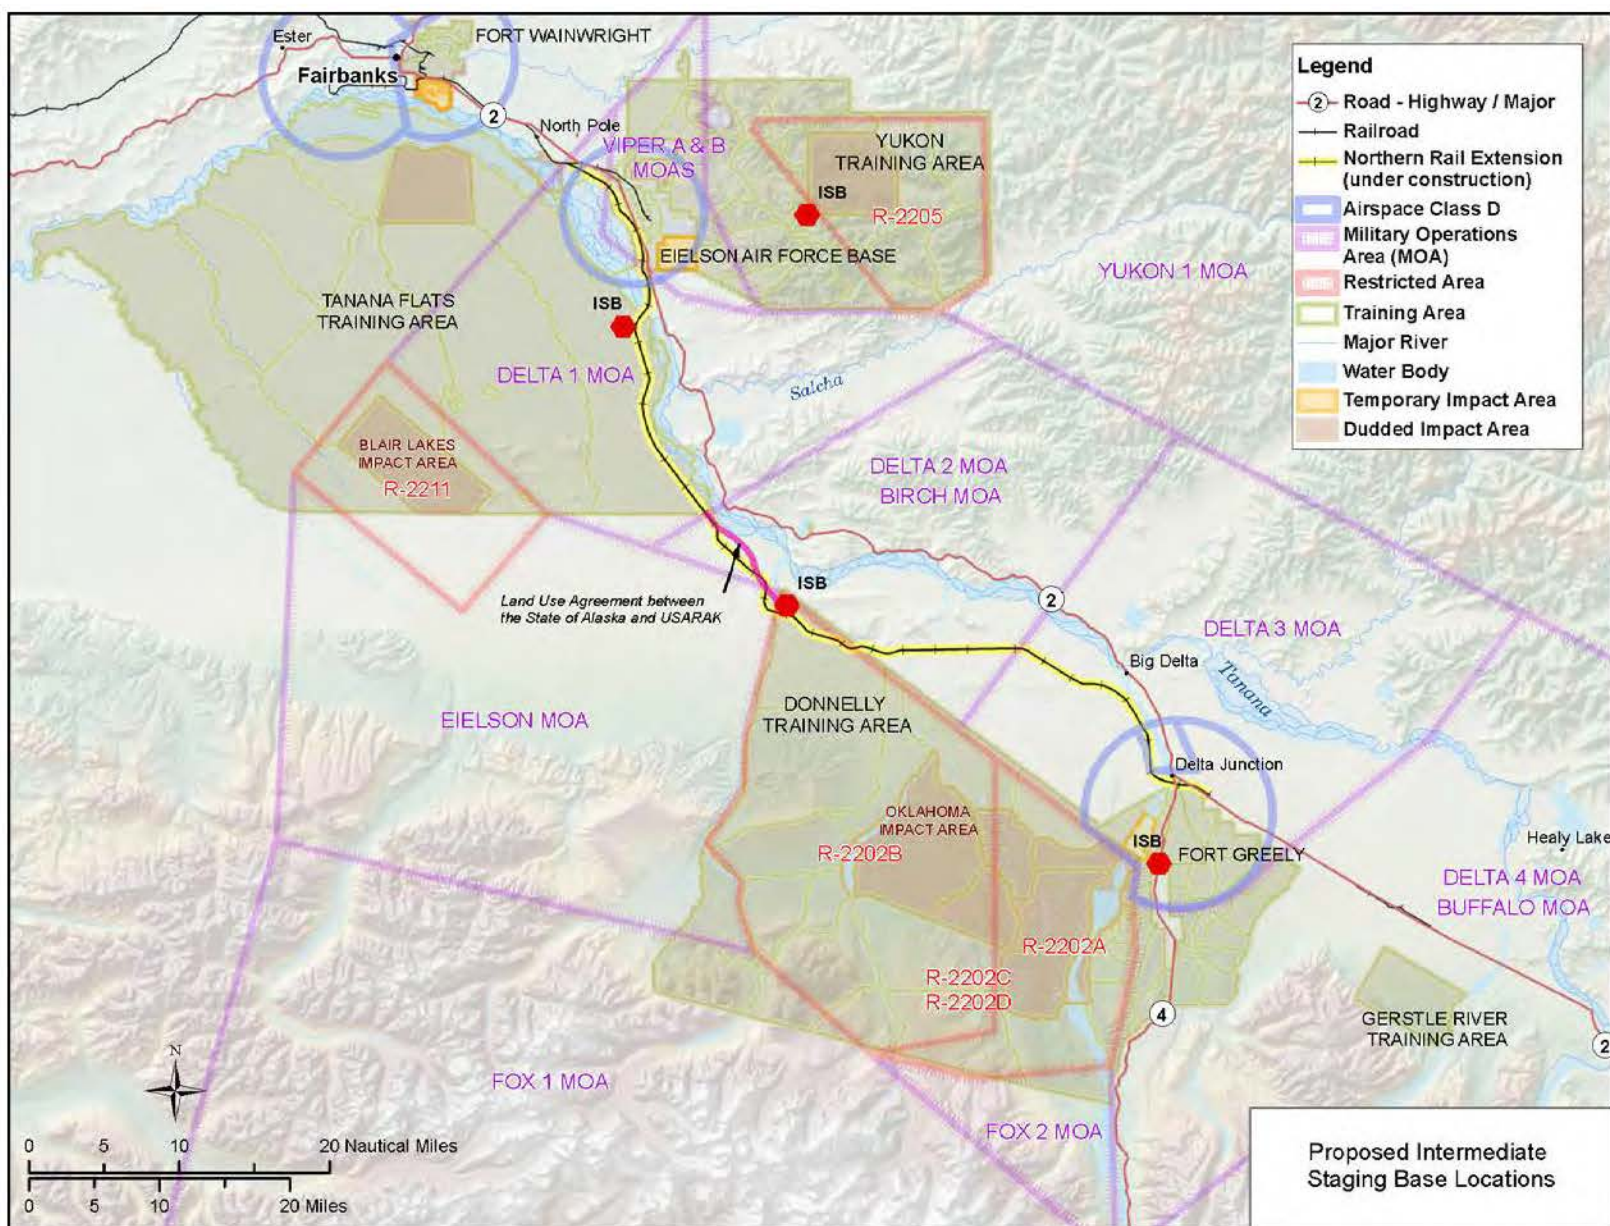 Ester
FORT WAINWRIGHT
Fairbanks
2
North Pole
VIPER A & B
MOAS
YUKON
TRAINING AREA
ISB
R-2205
EIELSON AIR FORCE BASE
YUKON 1 MOA
ISB
TANANA FLATS
TRAINING AREA
DELTA 1 MOA
Salcha
BLAIR LAKES
IMPACT AREA
R-2211
DELTA 2 MOA
BIRCH MOA
Land Use Agreement between
the State of Alaska and USARAK
ISB
2
DELTA 3 MOA
Big Delta
Tanana
DONNELLY
TRAINING AREA
EIELSON MOA
Delta Junction
OKLAHOMA
IMPACT AREA
R-2202B
ISB
FORT GREELY
Healy Lake
DELTA 4 MOA
BUFFALO MOA
R-2202A
R-2202C
R-2202D
4
GERSTLE RIVER
TRAINING AREA
2
FOX 1 MOA
FOX 2 MOA
Legend
2 Road - Highway / Major
Railroad
Northern Rail Extension
(under construction)
Airspace Class D
Military Operations
Area (MOA)
Restricted Area
Training Area
Major River
Water Body
Temporary Impact Area
Dudded Impact Area
N
0 5 10 20 Nautical Miles
0 5 10 20 Miles
Proposed Intermediate
Staging Base Locations